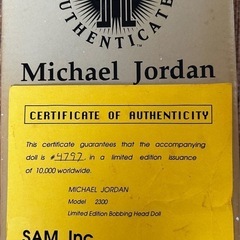 AUTHENTICATE
Michael Jordan
CERTIFICATE OF AUTHENTICITY
This certificate guarantees that the accompanying
doll is #4797, in a limited edition issuance
of 10,000 worldwide.
MICHAEL JORDAN
Model 2300
Limited Edition Bobbing Head Doll
SAM, Inc.